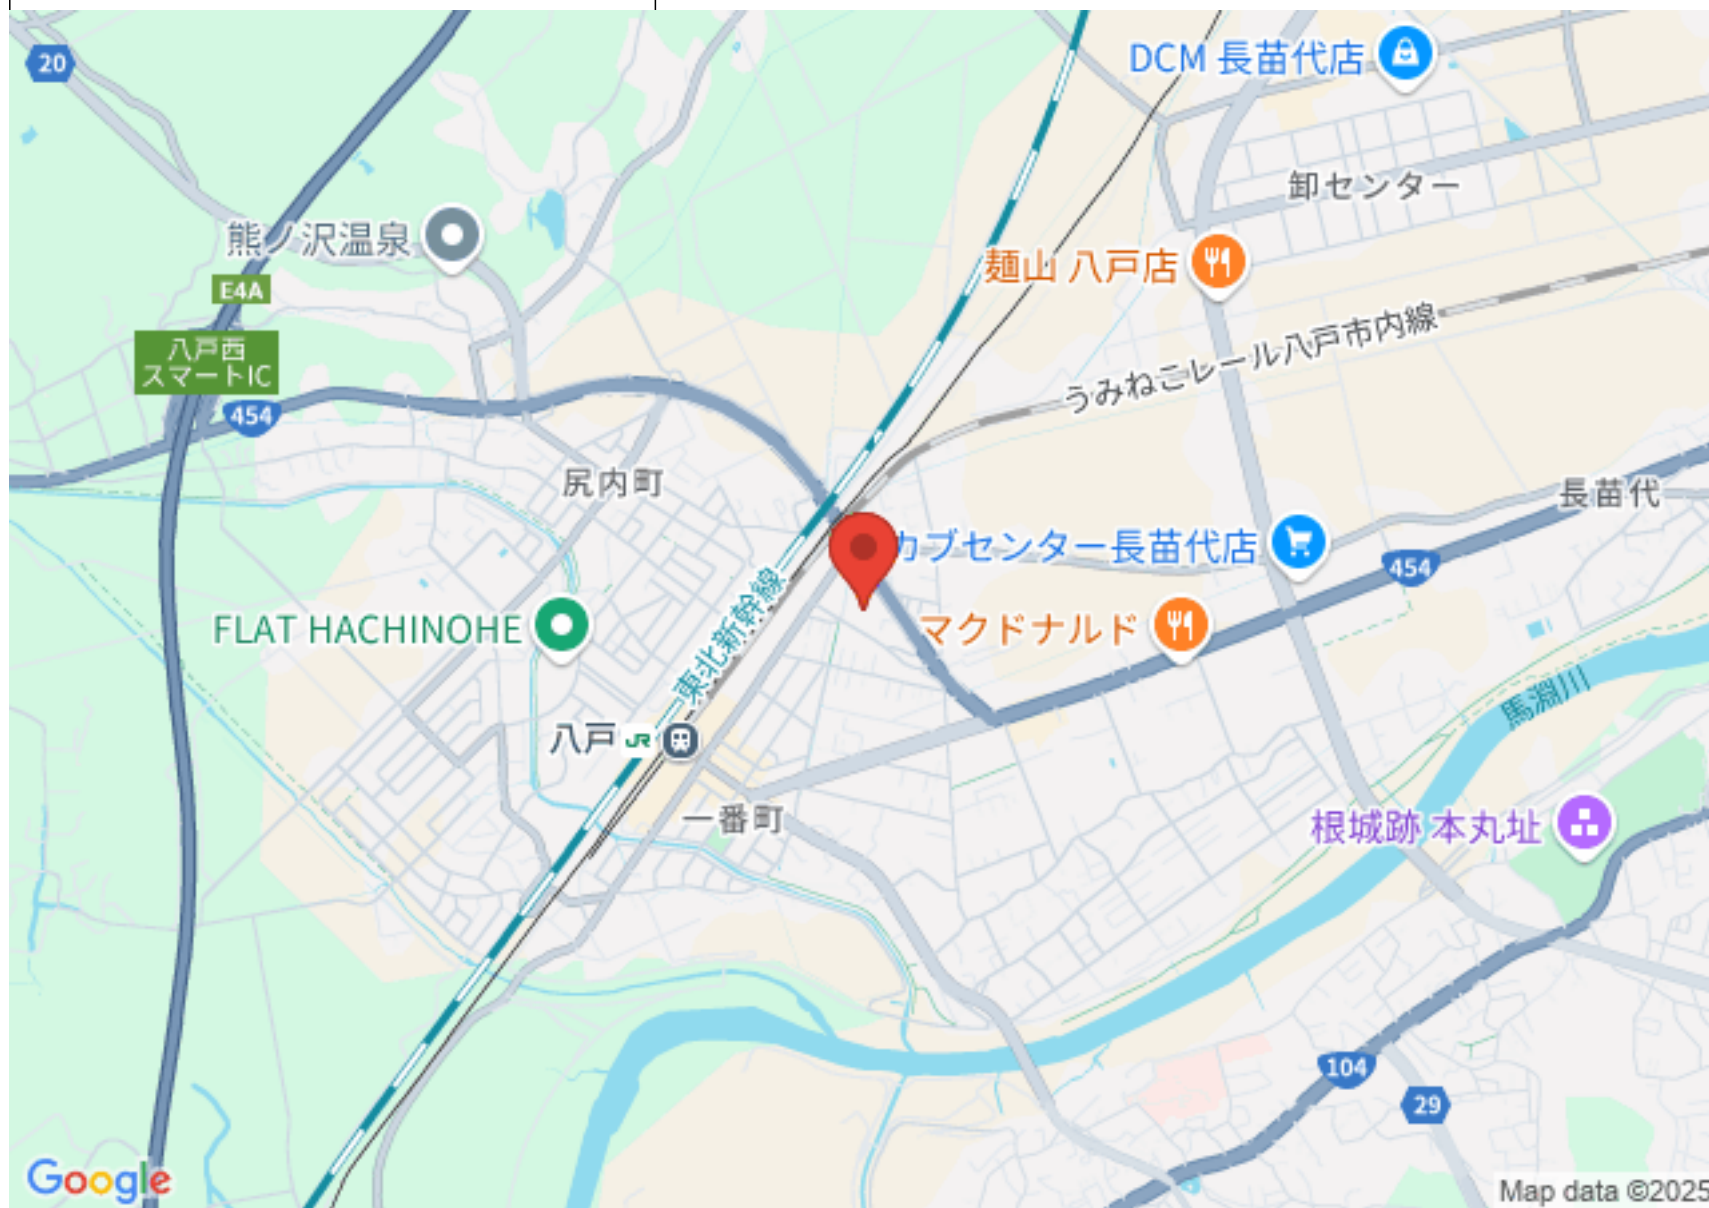 20
DCM 長苗代店
卸センター
熊ノ沢温泉
麺山 八戸店
E4A
うみねこレール八戸市内線
八戸西
スマートIC
454
尻内町
長苗代
カブセンター長苗代店
454
東北新幹線
FLAT HACHINOHE
マクドナルド
馬淵川
八戸 JR
一番町
根城跡 本丸址
104
29
Google
Map data ©2025